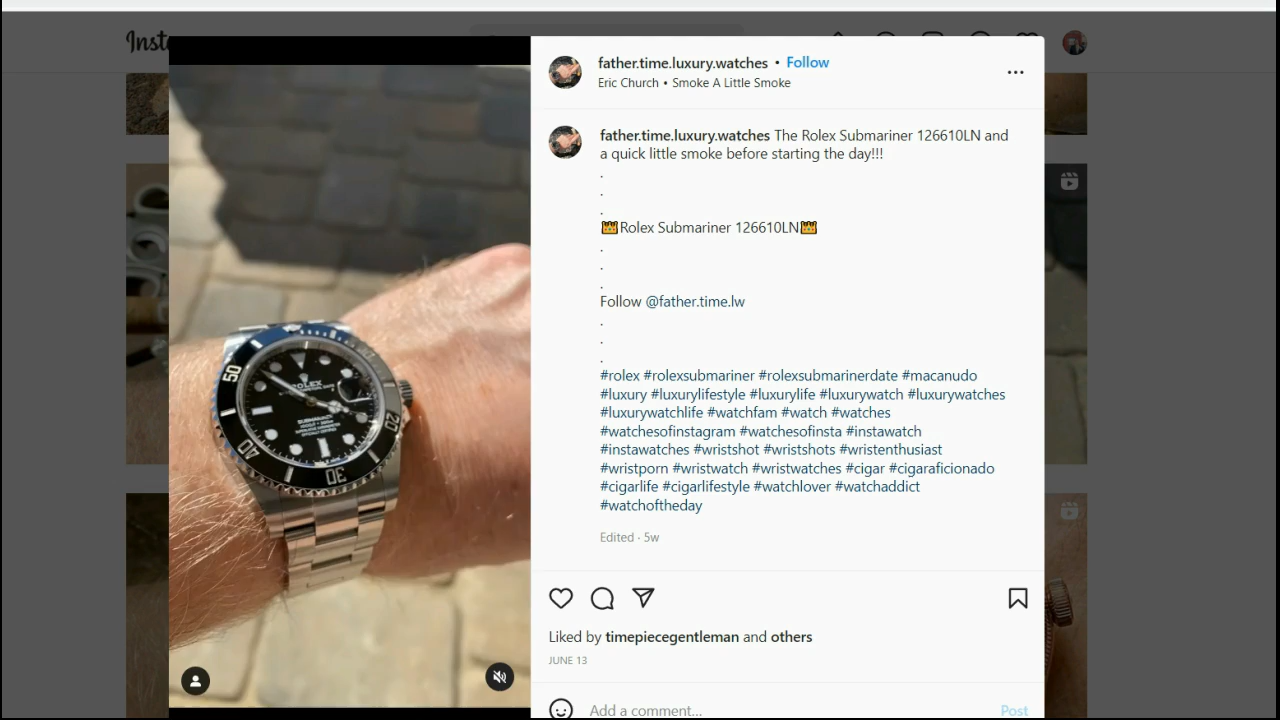 Inst
father.time.luxury.watches • Follow
Eric Church • Smoke A Little Smoke
father.time.luxury.watches The Rolex Submariner 126610LN and
a quick little smoke before starting the day!!!
.
.
.
👑Rolex Submariner 126610LN👑
.
.
.
Follow @father.time.lw
.
.
.
#rolex #rolexsubmariner #rolexsubmarinerdate #macanudo
#luxury #luxurylifestyle #luxurylife #luxurywatch #luxurywatches
#luxurywatchlife #watchfam #watch #watches
#watchesofinstagram #watchesofinsta #instawatch
#instawatches #wristshot #wristshots #wristenthusiast
#wristporn #wristwatch #wristwatches #cigar #cigaraficionado
#cigarlife #cigarlifestyle #watchlover #watchaddict
#watchoftheday
Edited · 5w
Liked by timepiecegentleman and others
JUNE 13
Add a comment...
Post
50
ROLEX
SUBMARINER
20
40
30